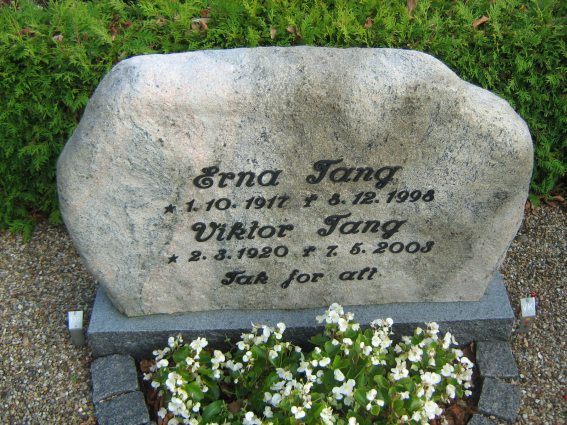 Erna Tang
* 1.10.1917 † 8.12.1998
Viktor Tang
* 2.3.1920 † 7.5.2003
Tak for alt